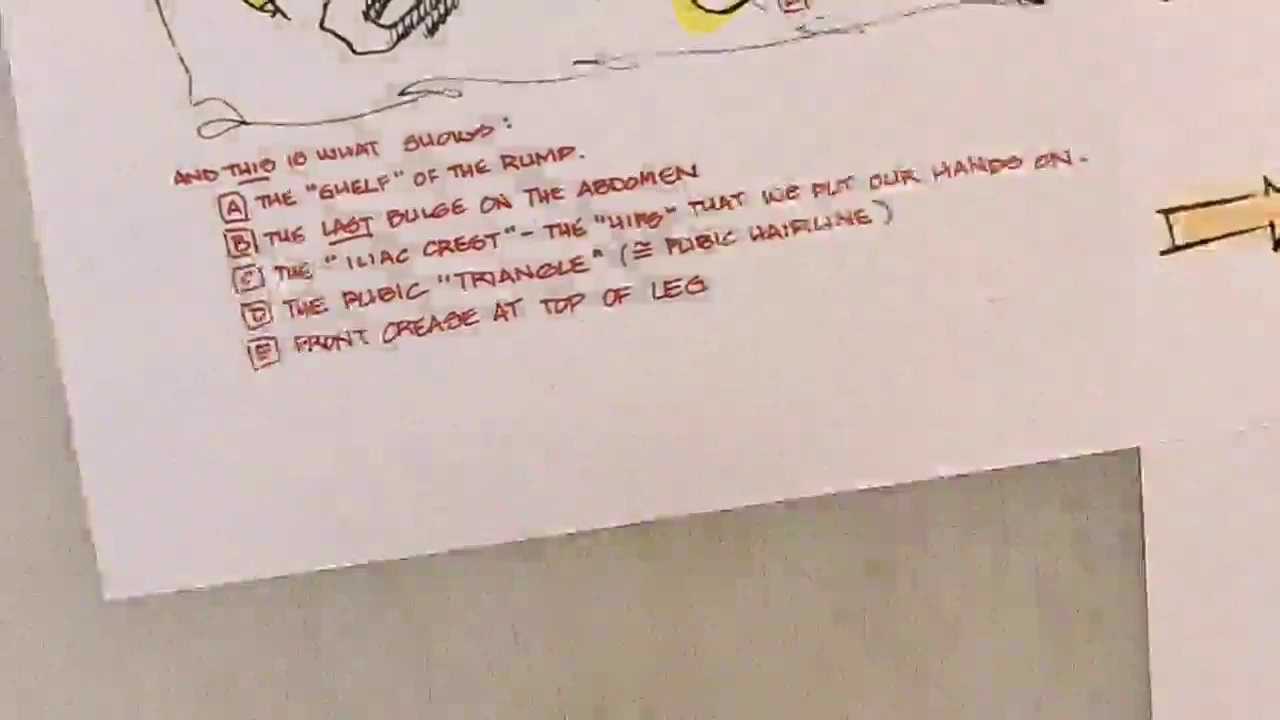 AND THIS IS WHAT SHOWS:
A THE "SHELF" OF THE RUMP.
B THE LAST BULGE ON THE ABDOMEN
C THE "ILIAC CREST" - THE "HIPS" THAT WE PUT OUR HANDS ON.
D THE PUBIC "TRIANGLE" (≅ PUBIC HAIRLINE)
E FRONT CREASE AT TOP OF LEG